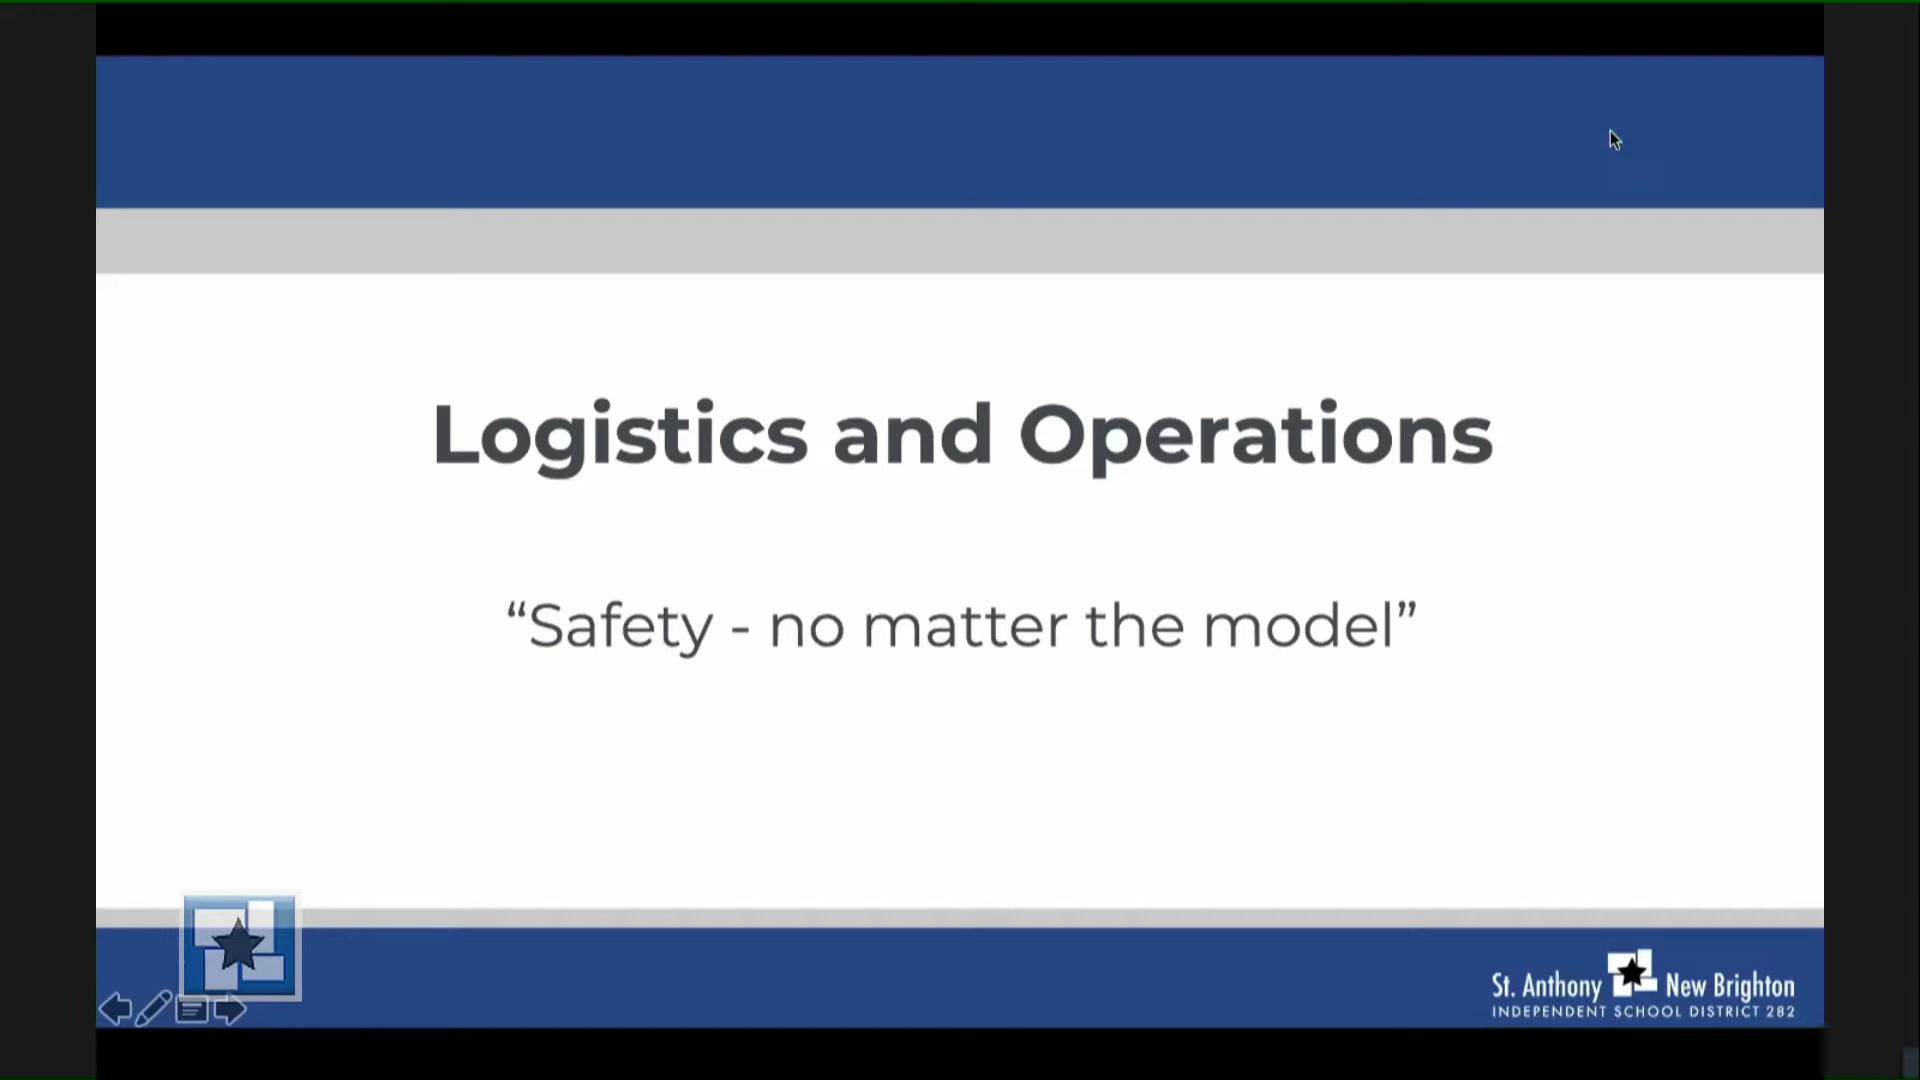 Logistics and Operations
“Safety - no matter the model”
St. Anthony New Brighton
INDEPENDENT SCHOOL DISTRICT 282